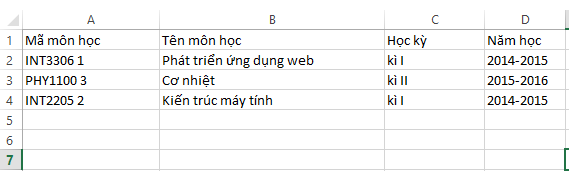 A B C D
1 Mã môn học Tên môn học Học kỳ Năm học
2 INT3306 1 Phát triển ứng dụng web kì I 2014-2015
3 PHY1100 3 Cơ nhiệt kì II 2015-2016
4 INT2205 2 Kiến trúc máy tính kì I 2014-2015
5
6
7